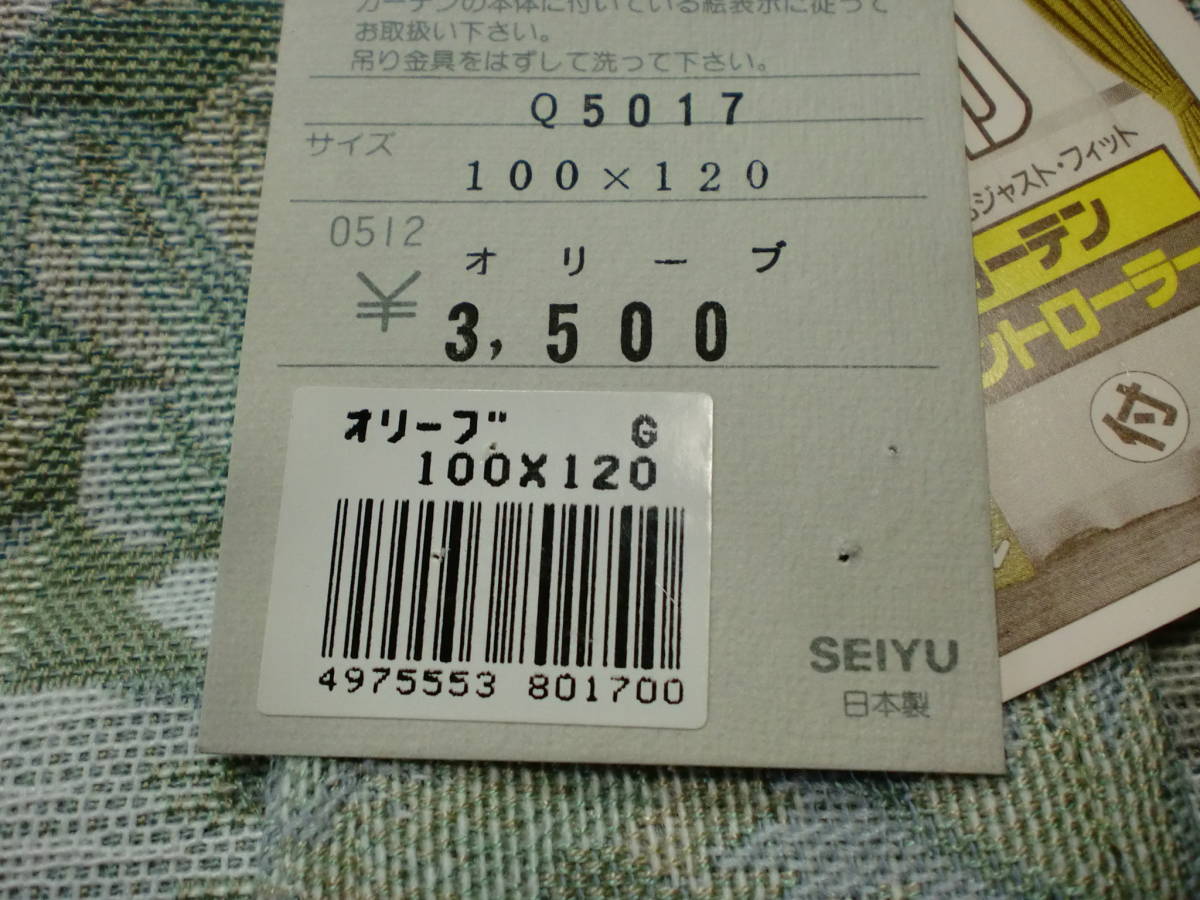 カーテンの本体に付いている絵表示に従って
お取扱い下さい。
吊り金具をはずして洗って下さい。
Q5017
サイズ
100×120
0512
オリーブ
¥3,500
オリーブ G
100X120
4975553 801700
SEIYU
日本製
ジャスト・フィット
ーテン
ントローラー
付